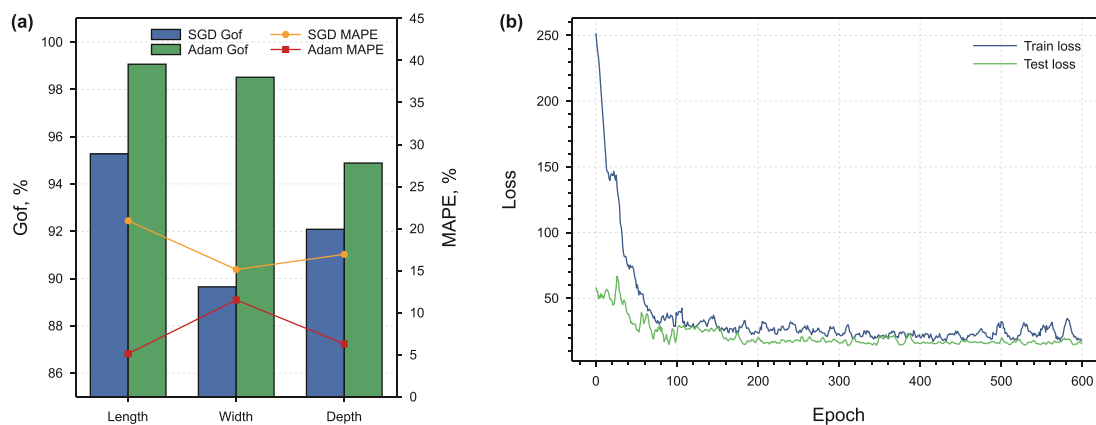 (a)
SGD Gof
Adam Gof
SGD MAPE
Adam MAPE
100
98
96
94
92
90
88
86
Gof, %
45
40
35
30
25
20
15
10
5
0
MAPE, %
Length Width Depth
(b)
Train loss
Test loss
250
200
150
100
50
Loss
0 100 200 300 400 500 600
Epoch